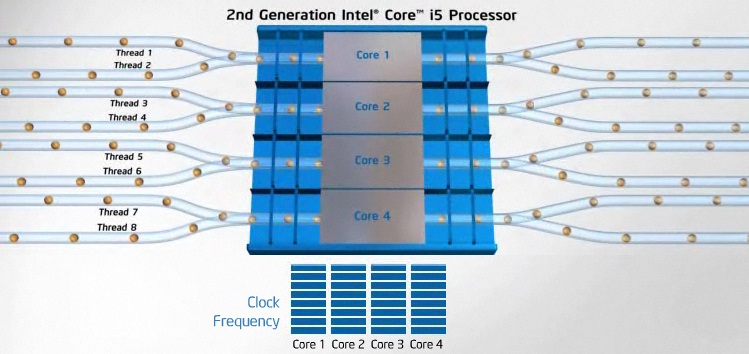 2nd Generation Intel® Core™ i5 Processor
Thread 1
Thread 2
Thread 3
Thread 4
Thread 5
Thread 6
Thread 7
Thread 8
Core 1
Core 2
Core 3
Core 4
Clock
Frequency
Core 1 Core 2 Core 3 Core 4